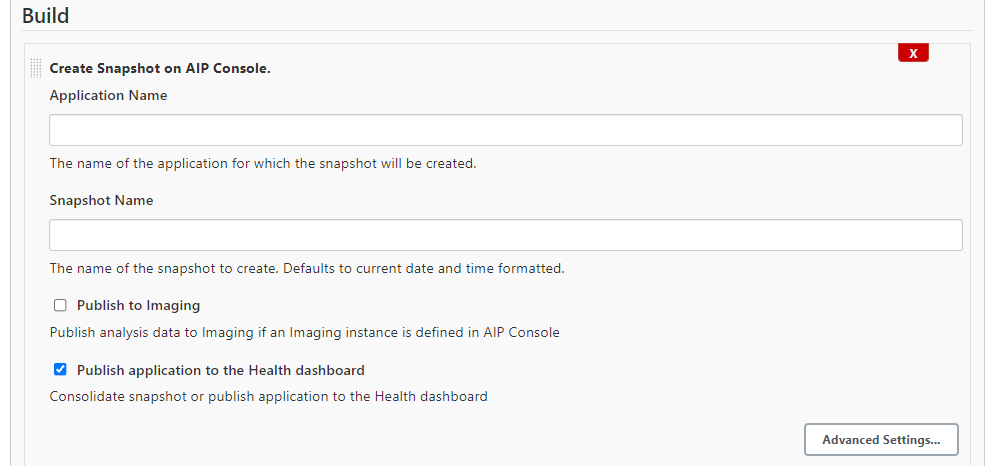 Build
X
Create Snapshot on AIP Console.
Application Name
The name of the application for which the snapshot will be created.
Snapshot Name
The name of the snapshot to create. Defaults to current date and time formatted.
Publish to Imaging
Publish analysis data to Imaging if an Imaging instance is defined in AIP Console
Publish application to the Health dashboard
Consolidate snapshot or publish application to the Health dashboard
Advanced Settings...